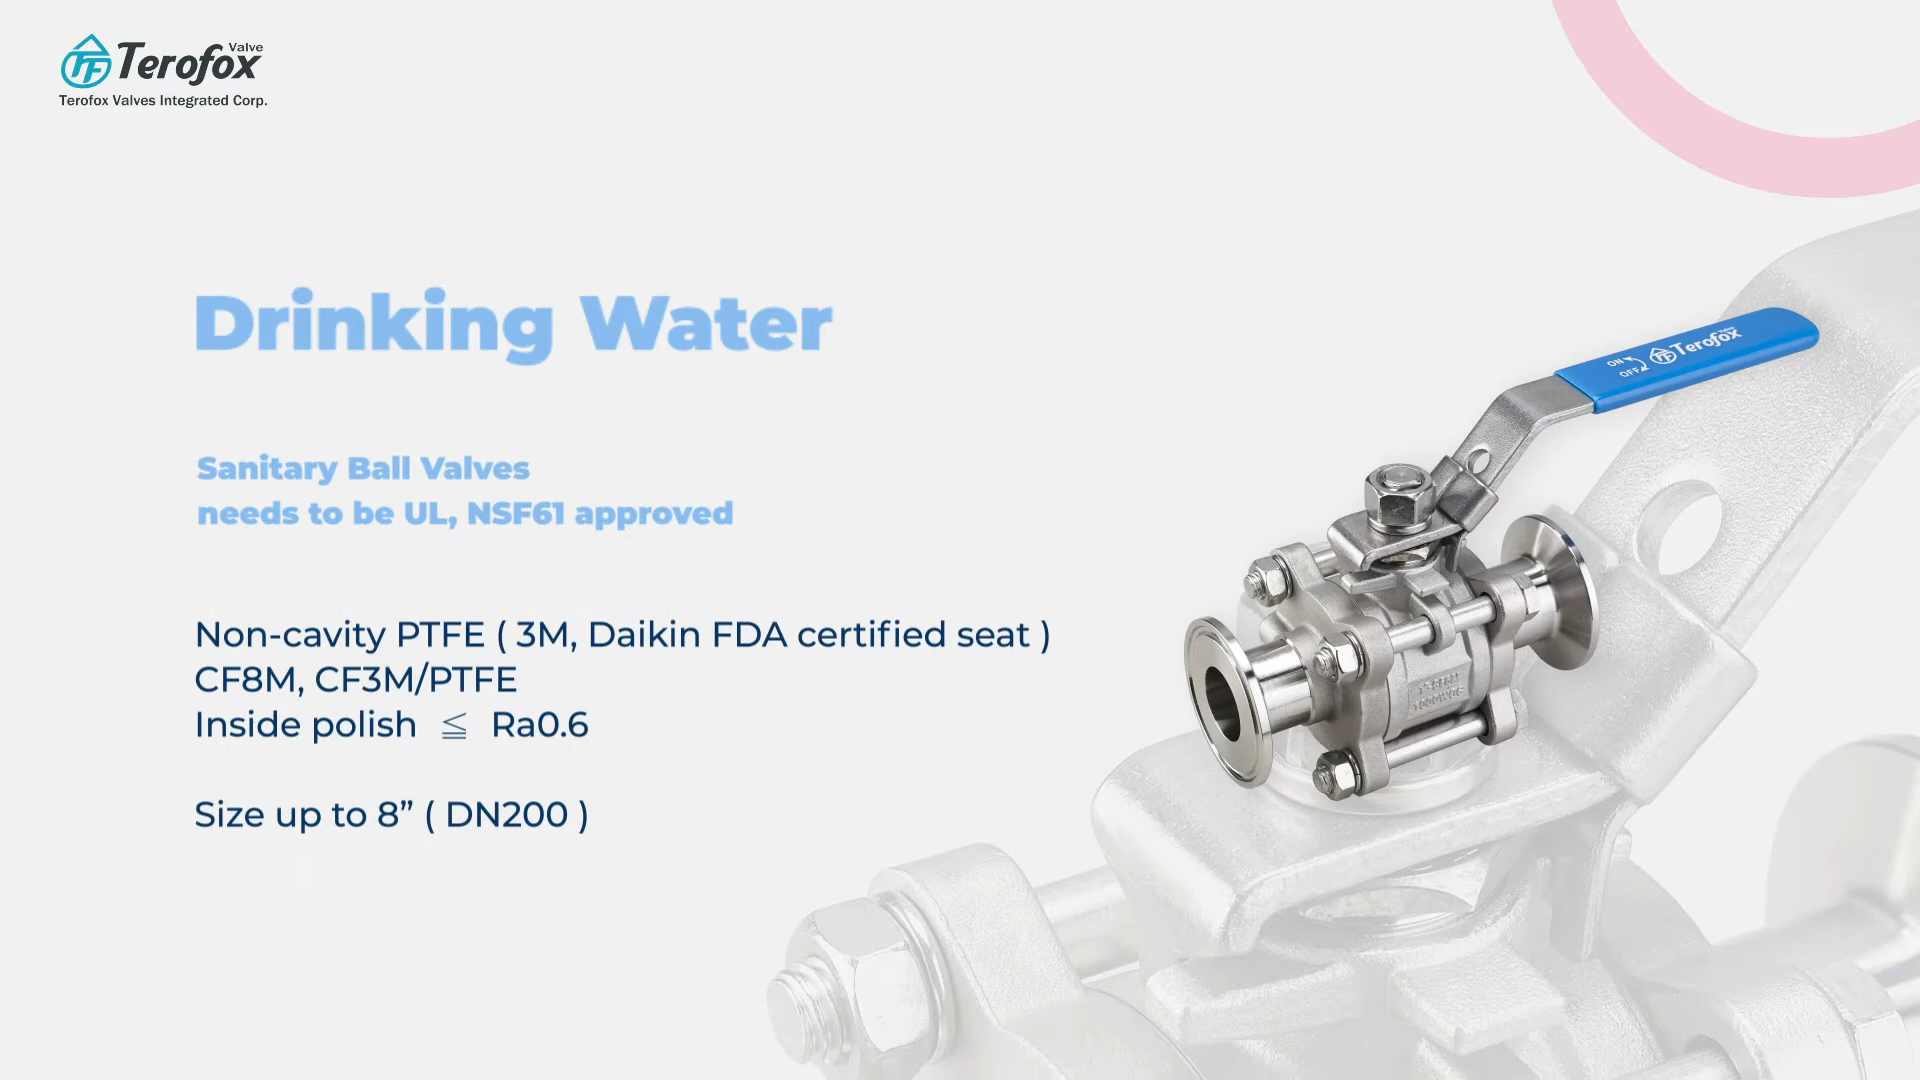 Terofox Valve
Terofox Valves Integrated Corp.
Drinking Water
Sanitary Ball Valves
needs to be UL, NSF61 approved
Non-cavity PTFE ( 3M, Daikin FDA certified seat )
CF8M, CF3M/PTFE
Inside polish ≦ Ra0.6
Size up to 8” ( DN200 )
ON
OFF
Terofox Valve
1000WOG